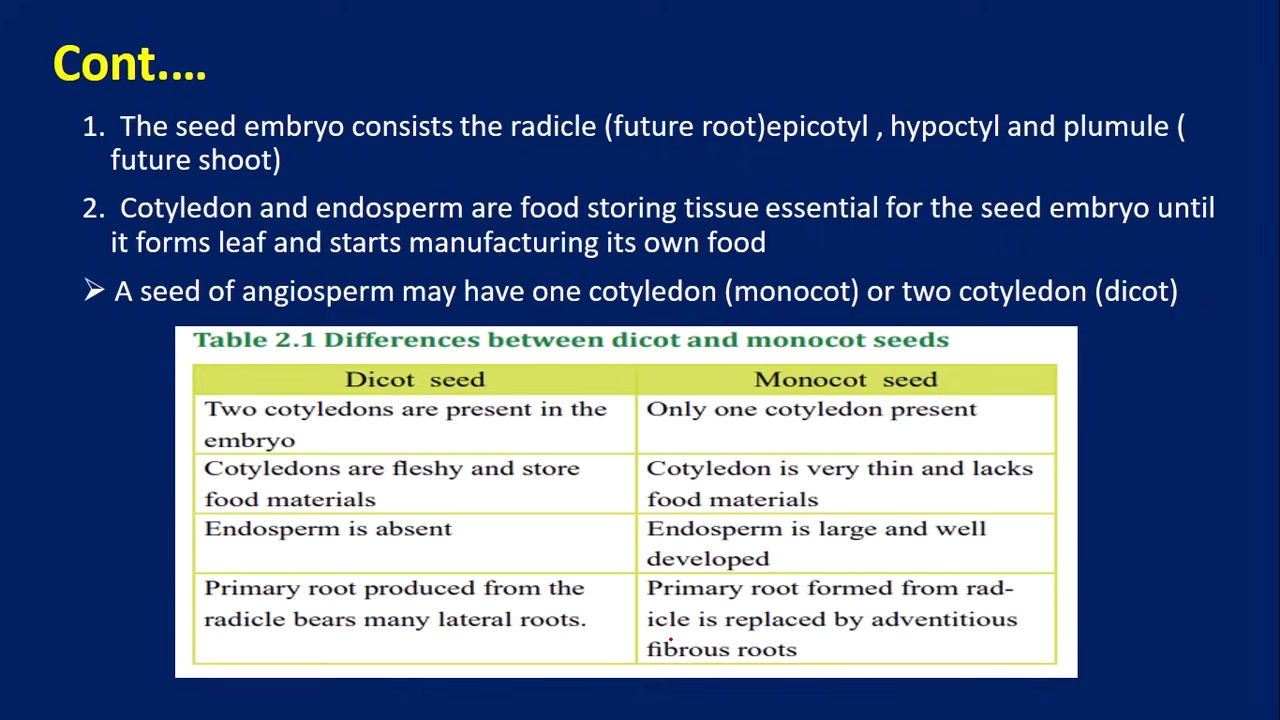 Cont.…
1. The seed embryo consists the radicle (future root)epicotyl , hypoctyl and plumule (
future shoot)
2. Cotyledon and endosperm are food storing tissue essential for the seed embryo until
it forms leaf and starts manufacturing its own food
➢ A seed of angiosperm may have one cotyledon (monocot) or two cotyledon (dicot)
Table 2.1 Differences between dicot and monocot seeds
Dicot seed
Monocot seed
Two cotyledons are present in the
embryo
Only one cotyledon present
Cotyledons are fleshy and store
food materials
Cotyledon is very thin and lacks
food materials
Endosperm is absent
Endosperm is large and well
developed
Primary root produced from the
radicle bears many lateral roots.
Primary root formed from rad-
icle is replaced by adventitious
fibrous roots